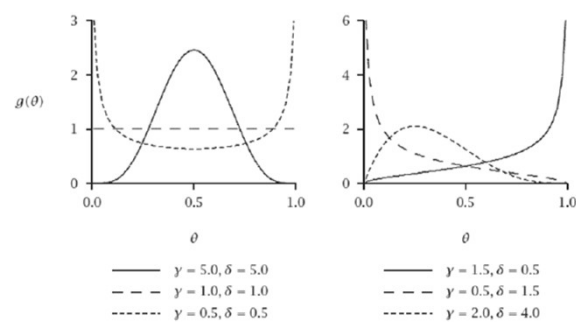 3
2
1
0
g(θ)
0.0 0.5 1.0
θ
γ = 5.0, δ = 5.0
γ = 1.0, δ = 1.0
γ = 0.5, δ = 0.5
6
4
2
0
0.0 0.5 1.0
θ
γ = 1.5, δ = 0.5
γ = 0.5, δ = 1.5
γ = 2.0, δ = 4.0